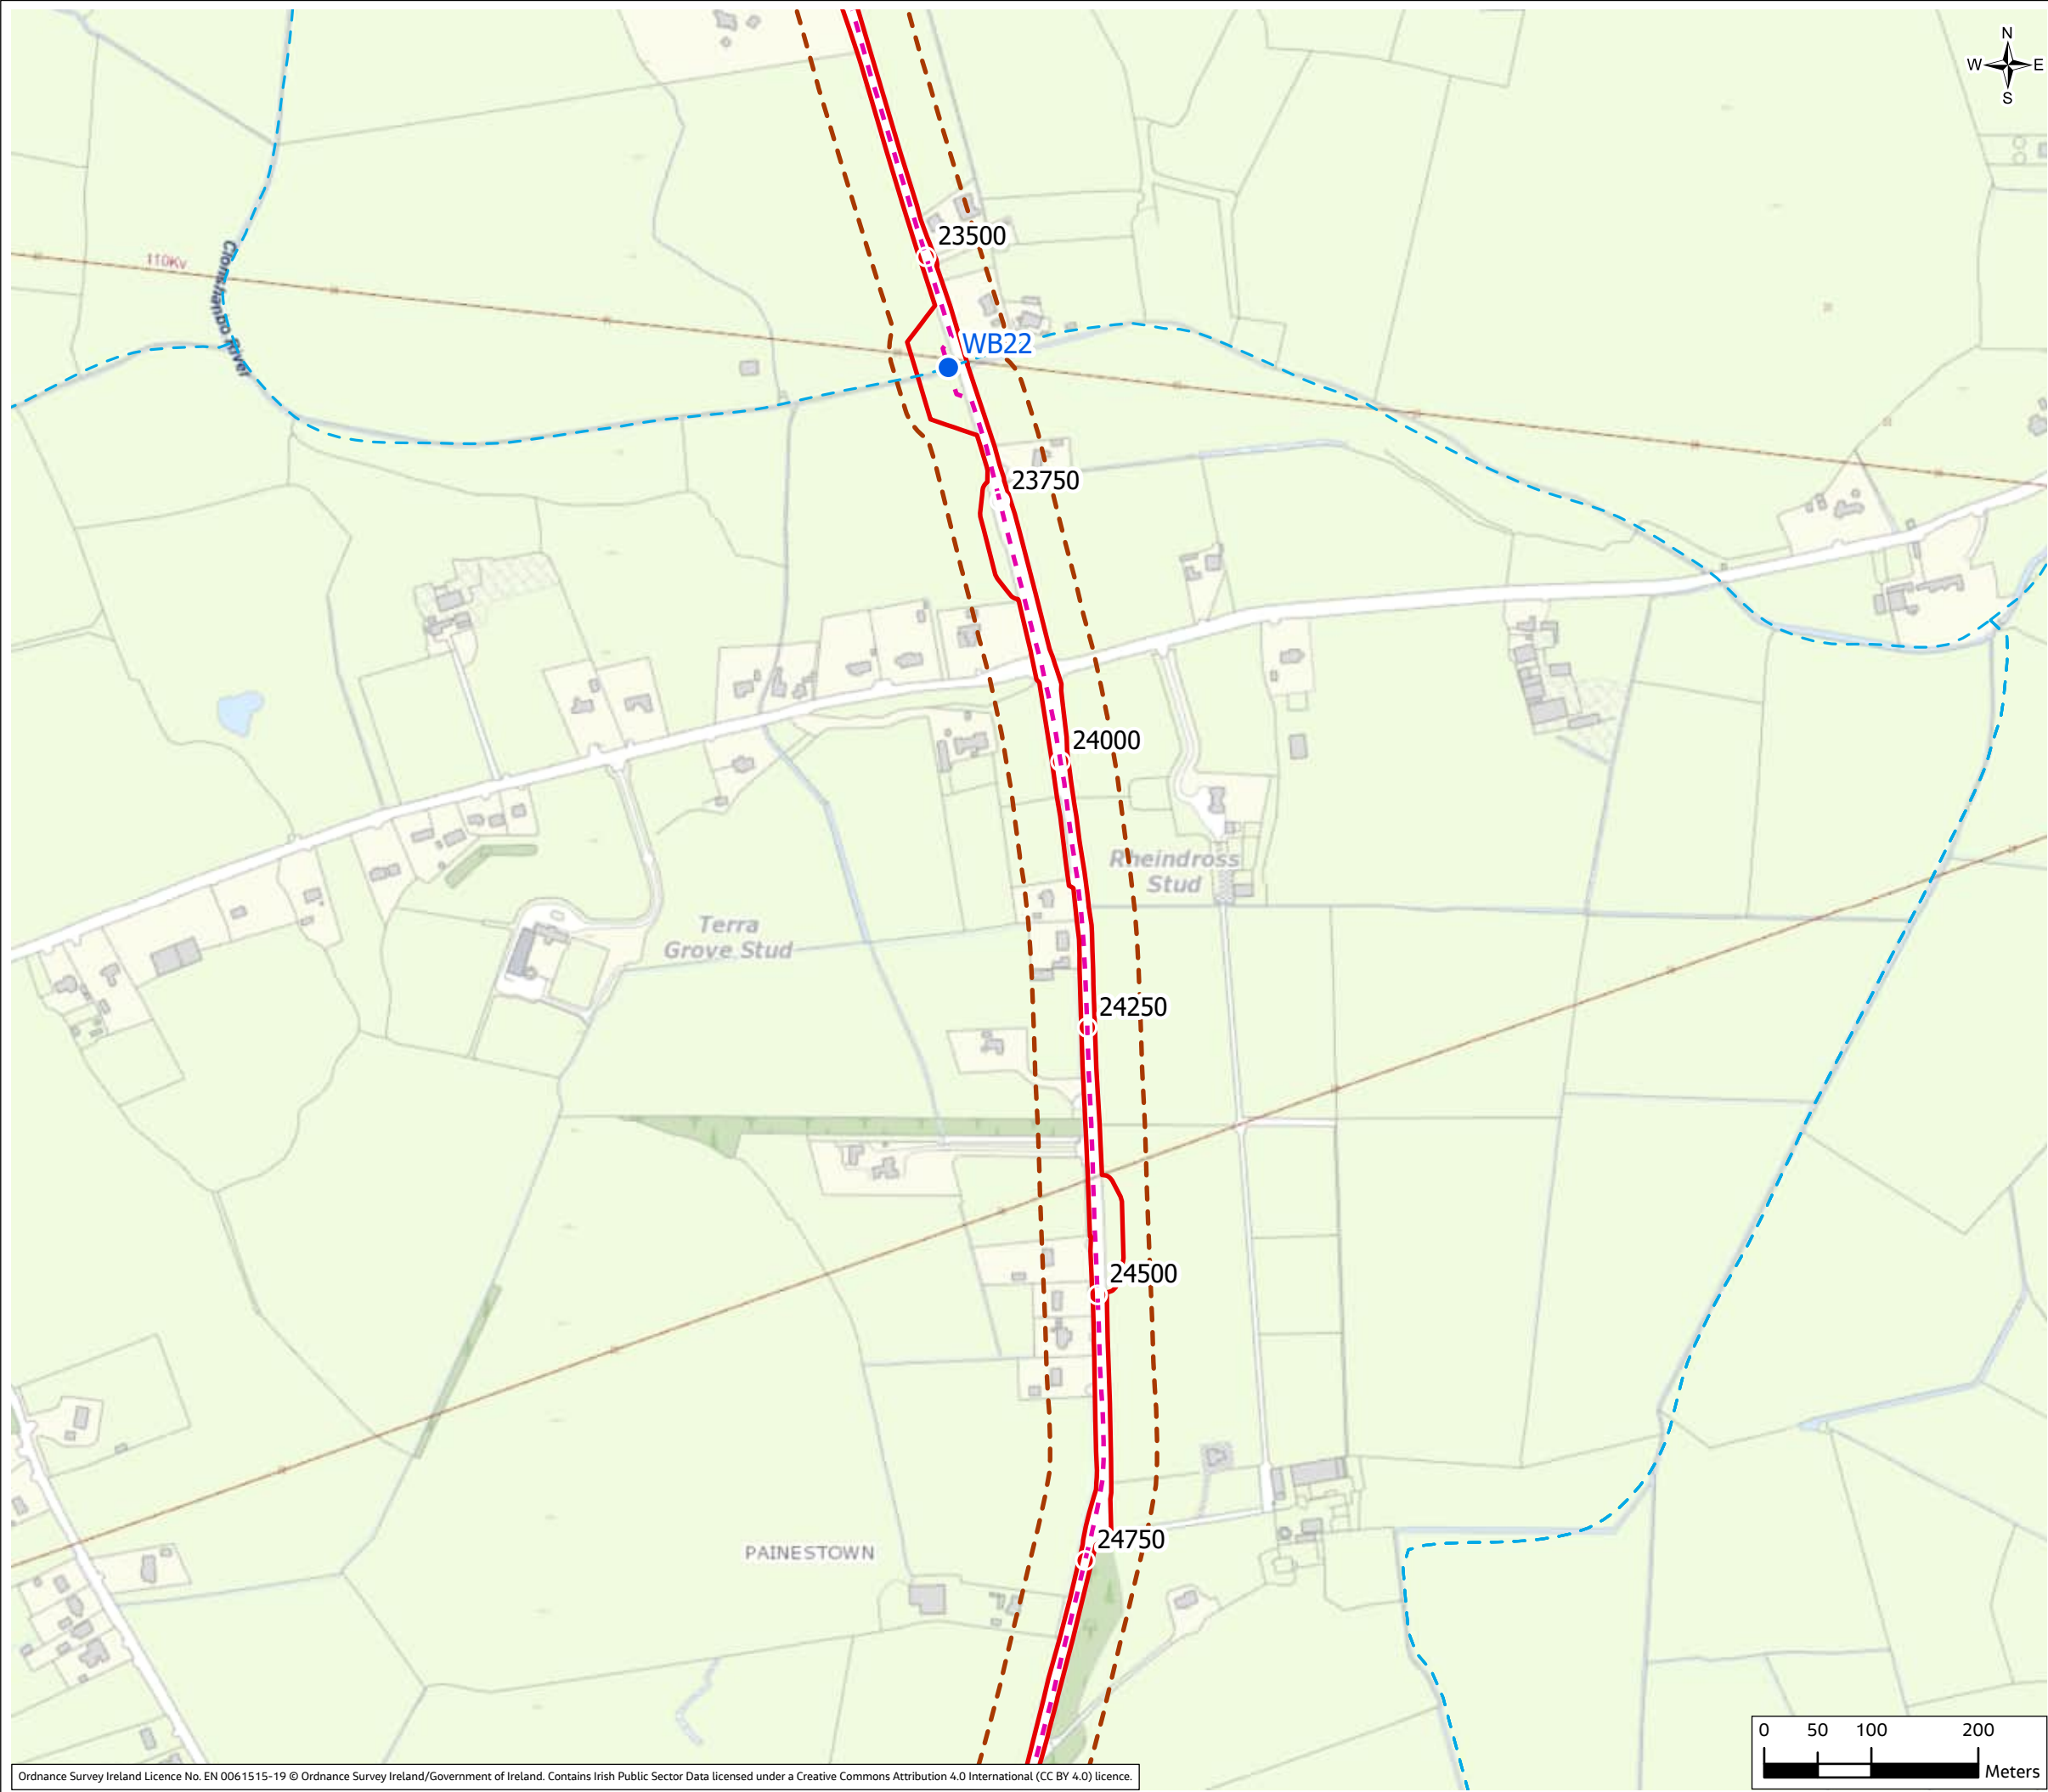 N
W E
S
23500
110Kv
Clonshanbo River
WB22
23750
24000
Rheindross
Stud
Terra
Grove Stud
24250
24500
24750
PAINESTOWN
0 50 100 200
Meters
Ordnance Survey Ireland Licence No. EN 0061515-19 © Ordnance Survey Ireland/Government of Ireland. Contains Irish Public Sector Data licensed under a Creative Commons Attribution 4.0 International (CC BY 4.0) licence.